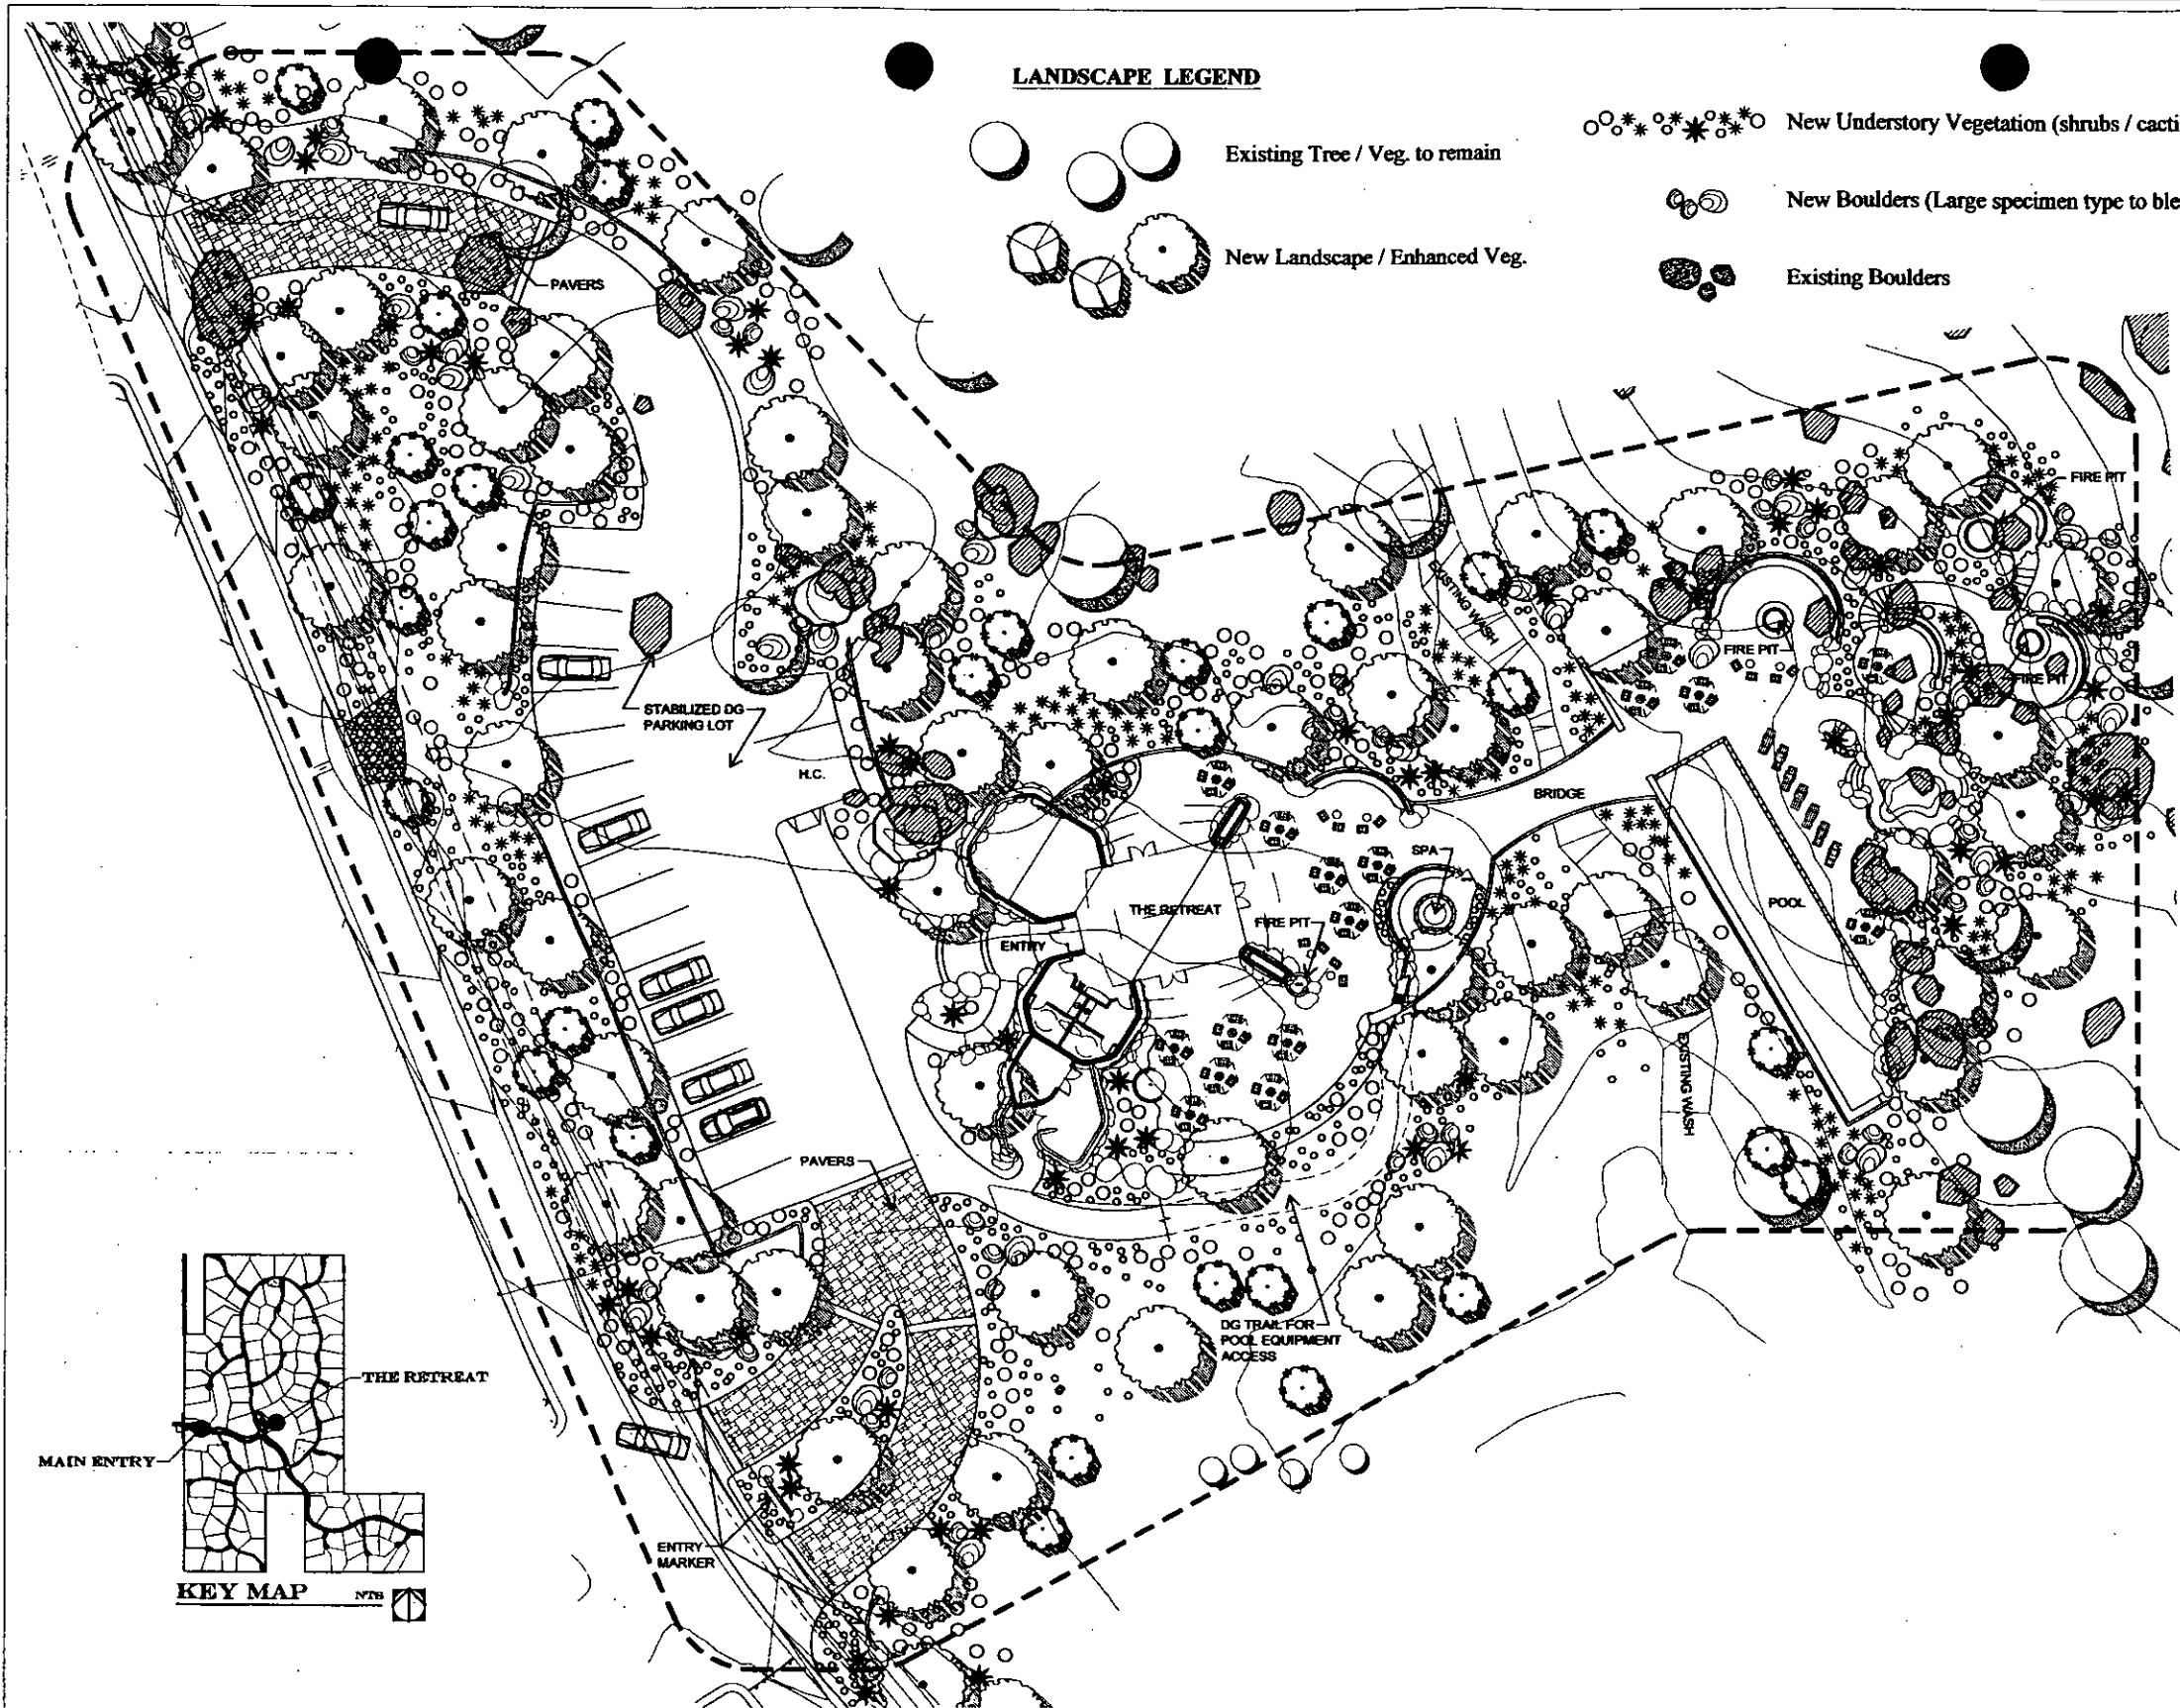 LANDSCAPE LEGEND
Existing Tree / Veg. to remain
New Landscape / Enhanced Veg.
New Understory Vegetation (shrubs / cacti
New Boulders (Large specimen type to ble
Existing Boulders
PAVERS
FIRE PIT
EXISTING WASH
FIRE PIT
FIRE PIT
STABILIZED DG
PARKING LOT
H.C.
BRIDGE
SPA
THE RETREAT
POOL
FIRE PIT
ENTRY
EXISTING WASH
PAVERS
DG TRAIL FOR
POOL EQUIPMENT
ACCESS
THE RETREAT
MAIN ENTRY
ENTRY
MARKER
KEY MAP
NTS